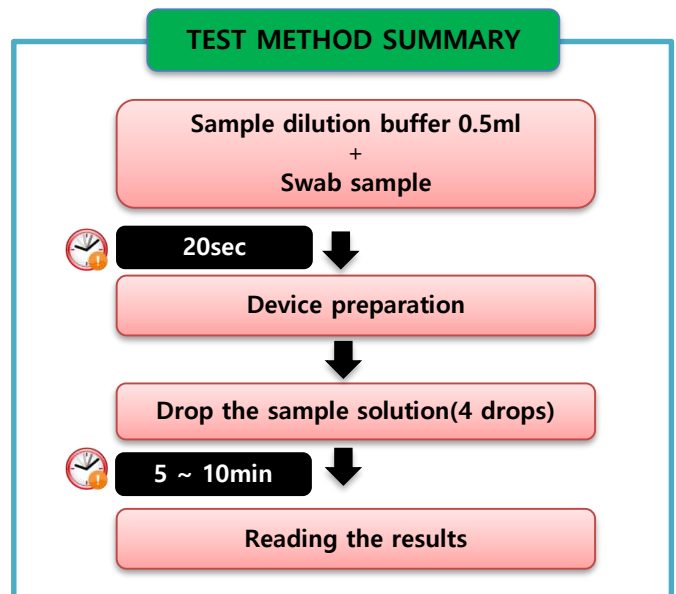 TEST METHOD SUMMARY
Sample dilution buffer 0.5ml
+
Swab sample
20sec
Device preparation
Drop the sample solution(4 drops)
5 ~ 10min
Reading the results